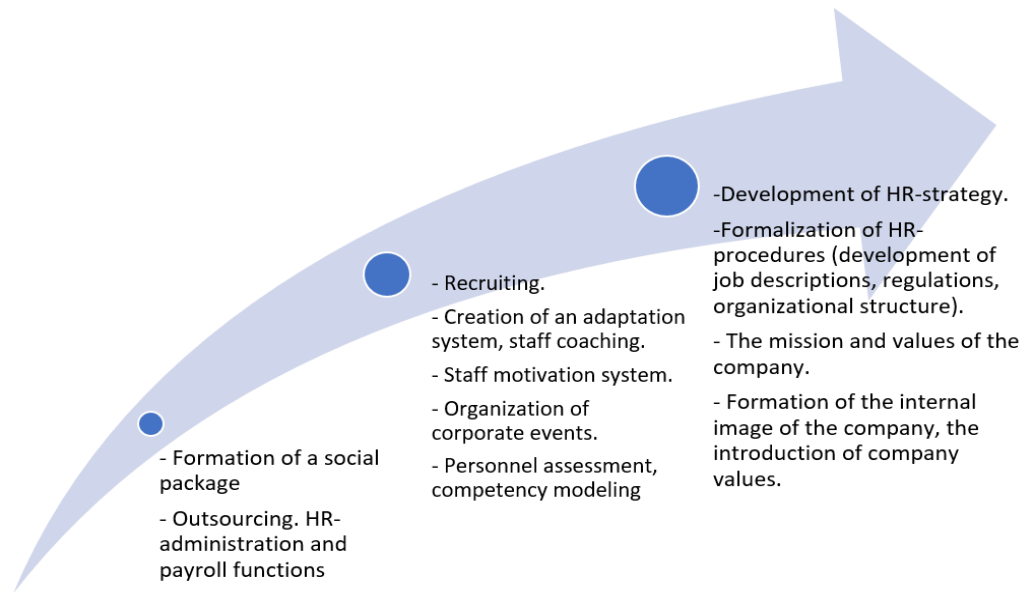 - Formation of a social
package
- Outsourcing. HR-
administration and
payroll functions
- Recruiting.
- Creation of an adaptation
system, staff coaching.
- Staff motivation system.
- Organization of
corporate events.
- Personnel assessment,
competency modeling
-Development of HR-strategy.
-Formalization of HR-
procedures (development of
job descriptions, regulations,
organizational structure).
- The mission and values of the
company.
- Formation of the internal
image of the company, the
introduction of company
values.